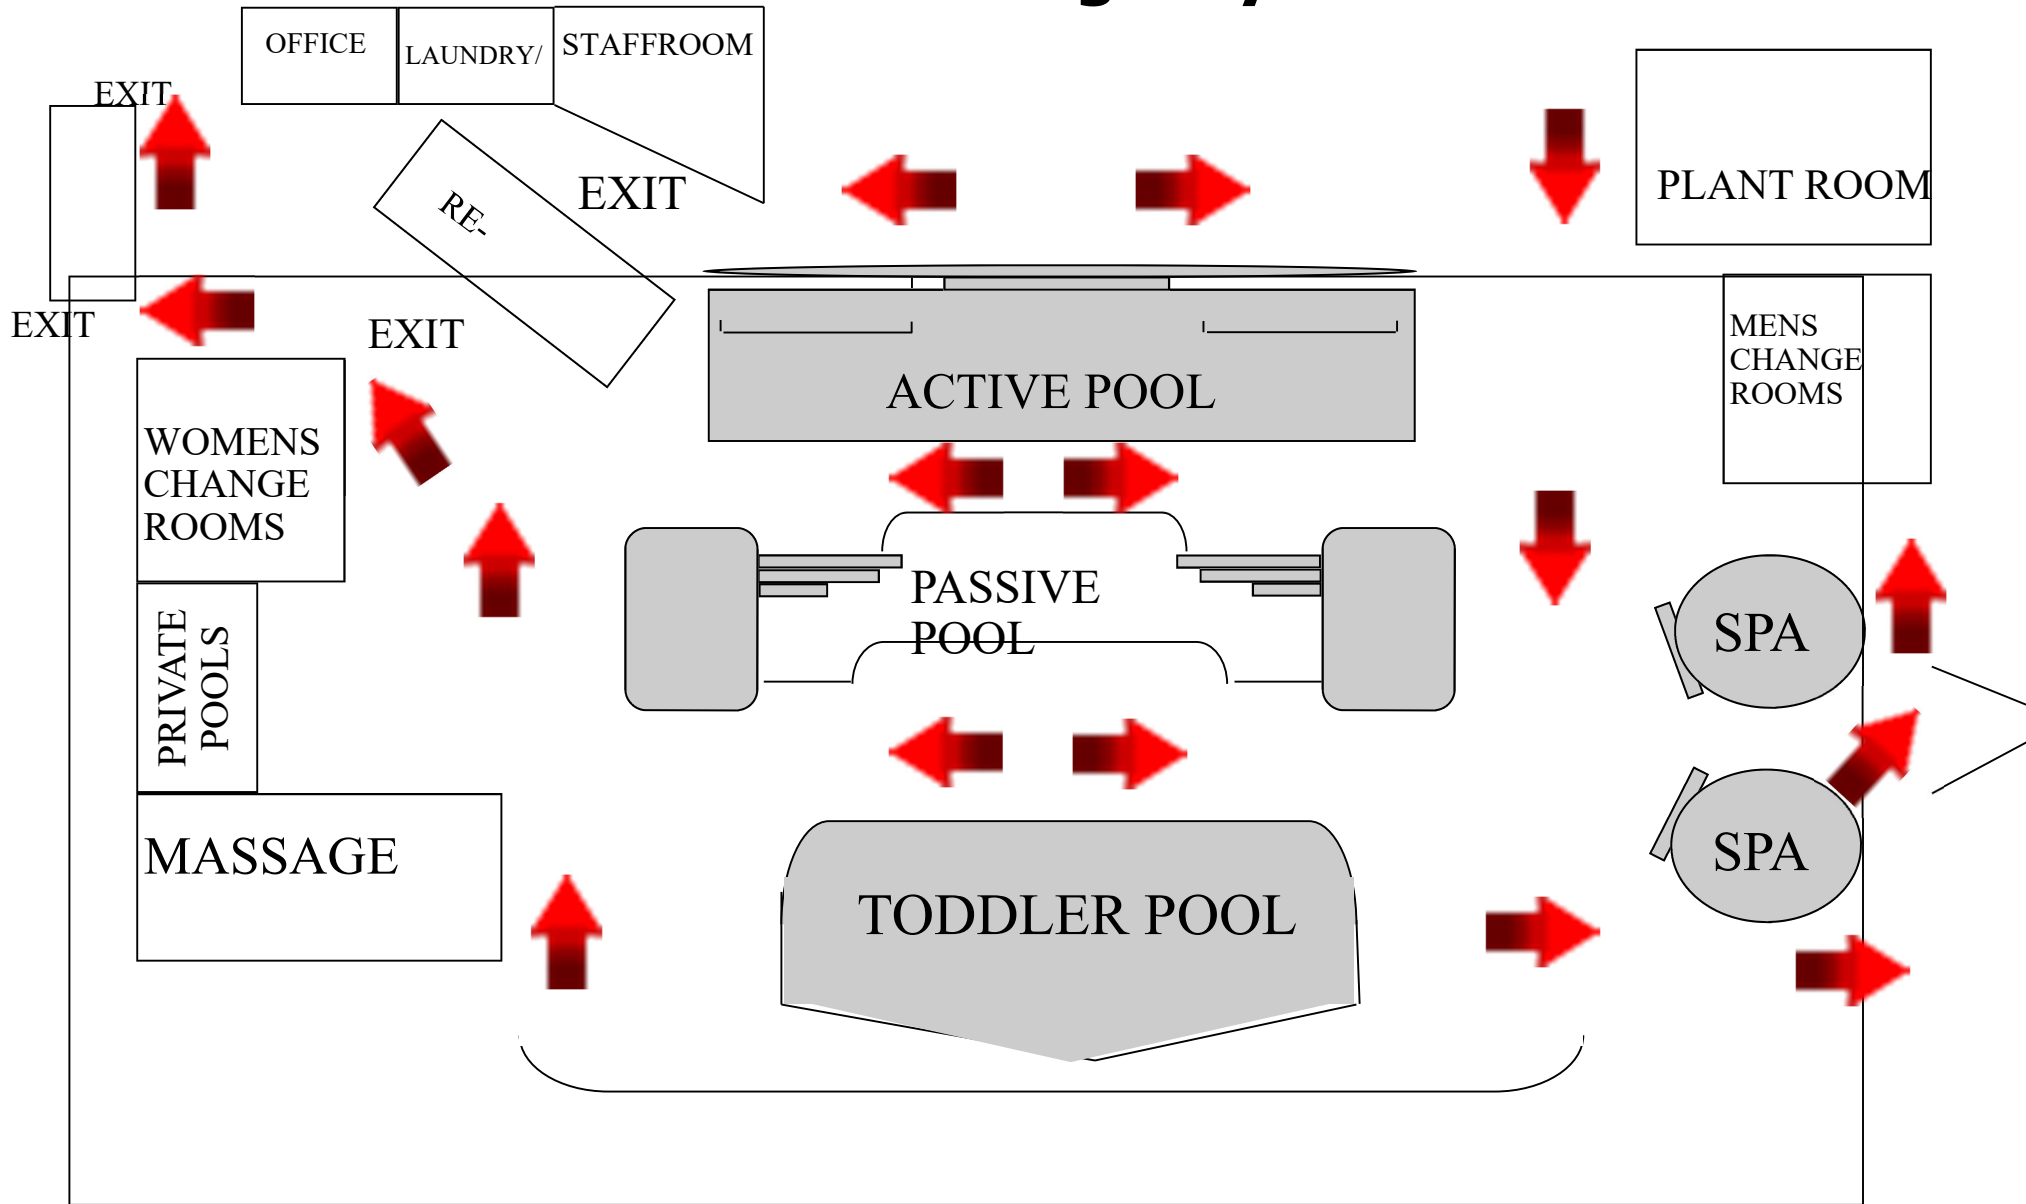 OFFICE
LAUNDRY/
STAFFROOM
EXIT
PLANT ROOM
RE-
EXIT
EXIT
EXIT
MENS
CHANGE
ROOMS
ACTIVE POOL
WOMENS
CHANGE
ROOMS
PASSIVE
POOL
PRIVATE
POOLS
SPA
MASSAGE
SPA
TODDLER POOL